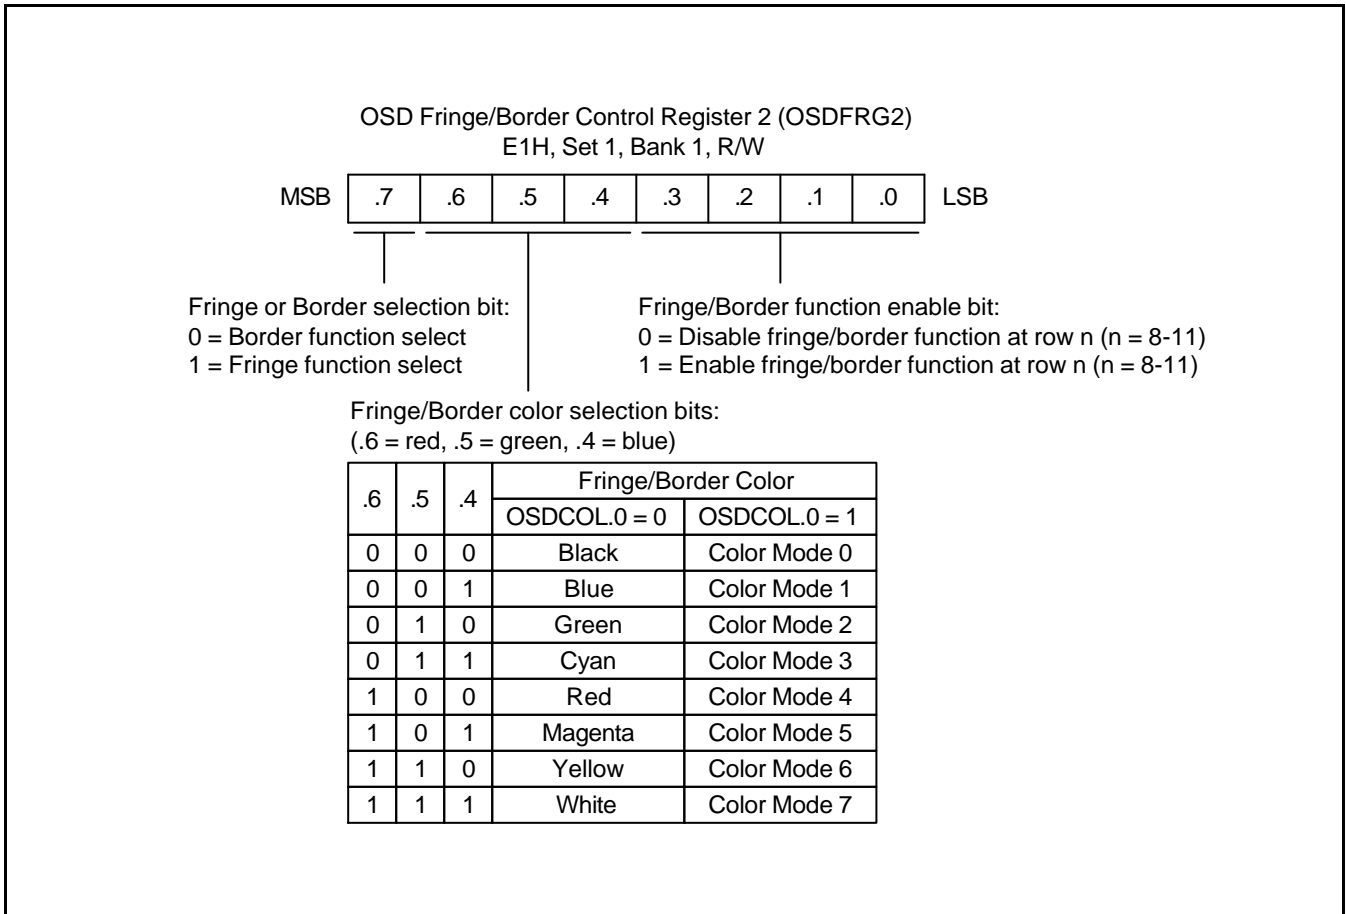 OSD Fringe/Border Control Register 2 (OSDFRG2)
E1H, Set 1, Bank 1, R/W
MSB .7 .6 .5 .4 .3 .2 .1 .0 LSB
Fringe or Border selection bit:
0 = Border function select
1 = Fringe function select
Fringe/Border function enable bit:
0 = Disable fringe/border function at row n (n = 8-11)
1 = Enable fringe/border function at row n (n = 8-11)
Fringe/Border color selection bits:
(.6 = red, .5 = green, .4 = blue)
.6 .5 .4 Fringe/Border Color
OSDCOL.0 = 0 OSDCOL.0 = 1
0 0 0 Black Color Mode 0
0 0 1 Blue Color Mode 1
0 1 0 Green Color Mode 2
0 1 1 Cyan Color Mode 3
1 0 0 Red Color Mode 4
1 0 1 Magenta Color Mode 5
1 1 0 Yellow Color Mode 6
1 1 1 White Color Mode 7